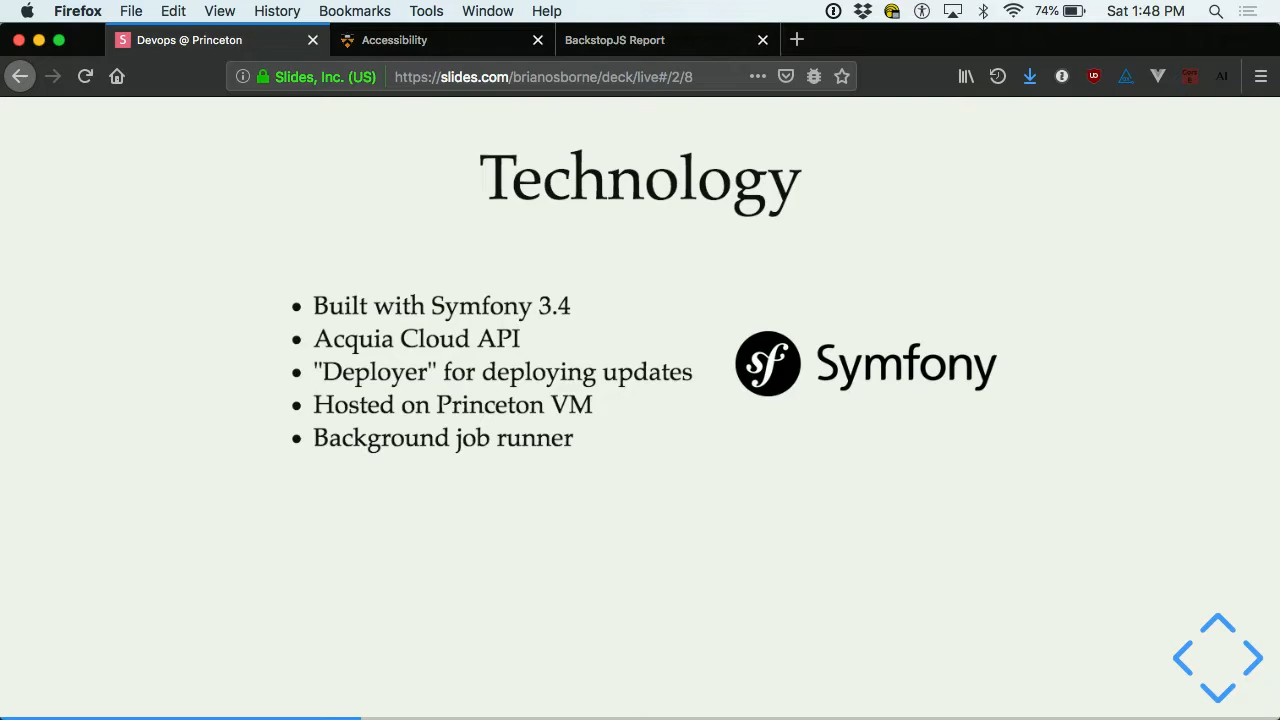 Firefox File Edit View History Bookmarks Tools Window Help 74% Sat 1:48 PM
S Devops @ Princeton Accessibility BackstopJS Report
Slides, Inc. (US) https://slides.com/brianosborne/deck/live#/2/8
Technology
Built with Symfony 3.4
Acquia Cloud API
"Deployer" for deploying updates
Hosted on Princeton VM
Background job runner
sf Symfony